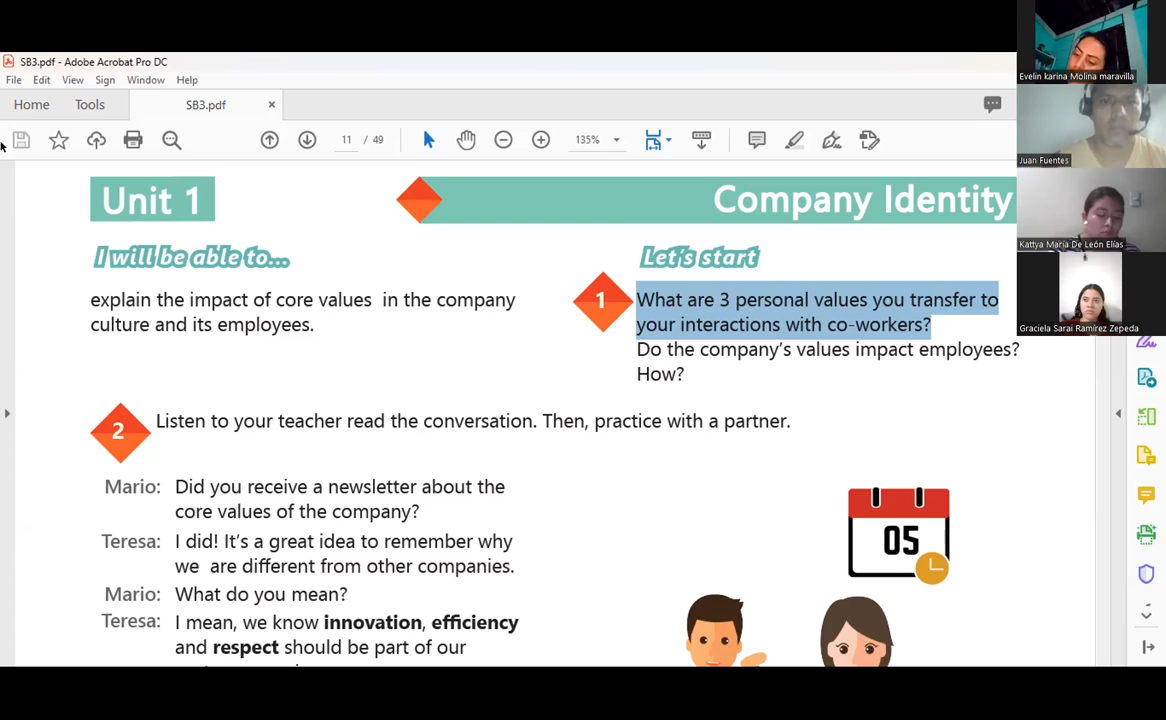 SB3.pdf - Adobe Acrobat Pro DC
File Edit View Sign Window Help
Home Tools SB3.pdf ×
11 / 49 135%
Unit 1
Company Identity
I will be able to...
explain the impact of core values in the company
culture and its employees.
Let's start
1
What are 3 personal values you transfer to
your interactions with co-workers?
Do the company's values impact employees?
How?
2
Listen to your teacher read the conversation. Then, practice with a partner.
Mario: Did you receive a newsletter about the
core values of the company?
Teresa: I did! It's a great idea to remember why
we are different from other companies.
Mario: What do you mean?
Teresa: I mean, we know innovation, efficiency
and respect should be part of our
05
Evelin karina Molina maravilla
Juan Fuentes
Kattya María De León Elías
Graciela Sarai Ramírez Zepeda